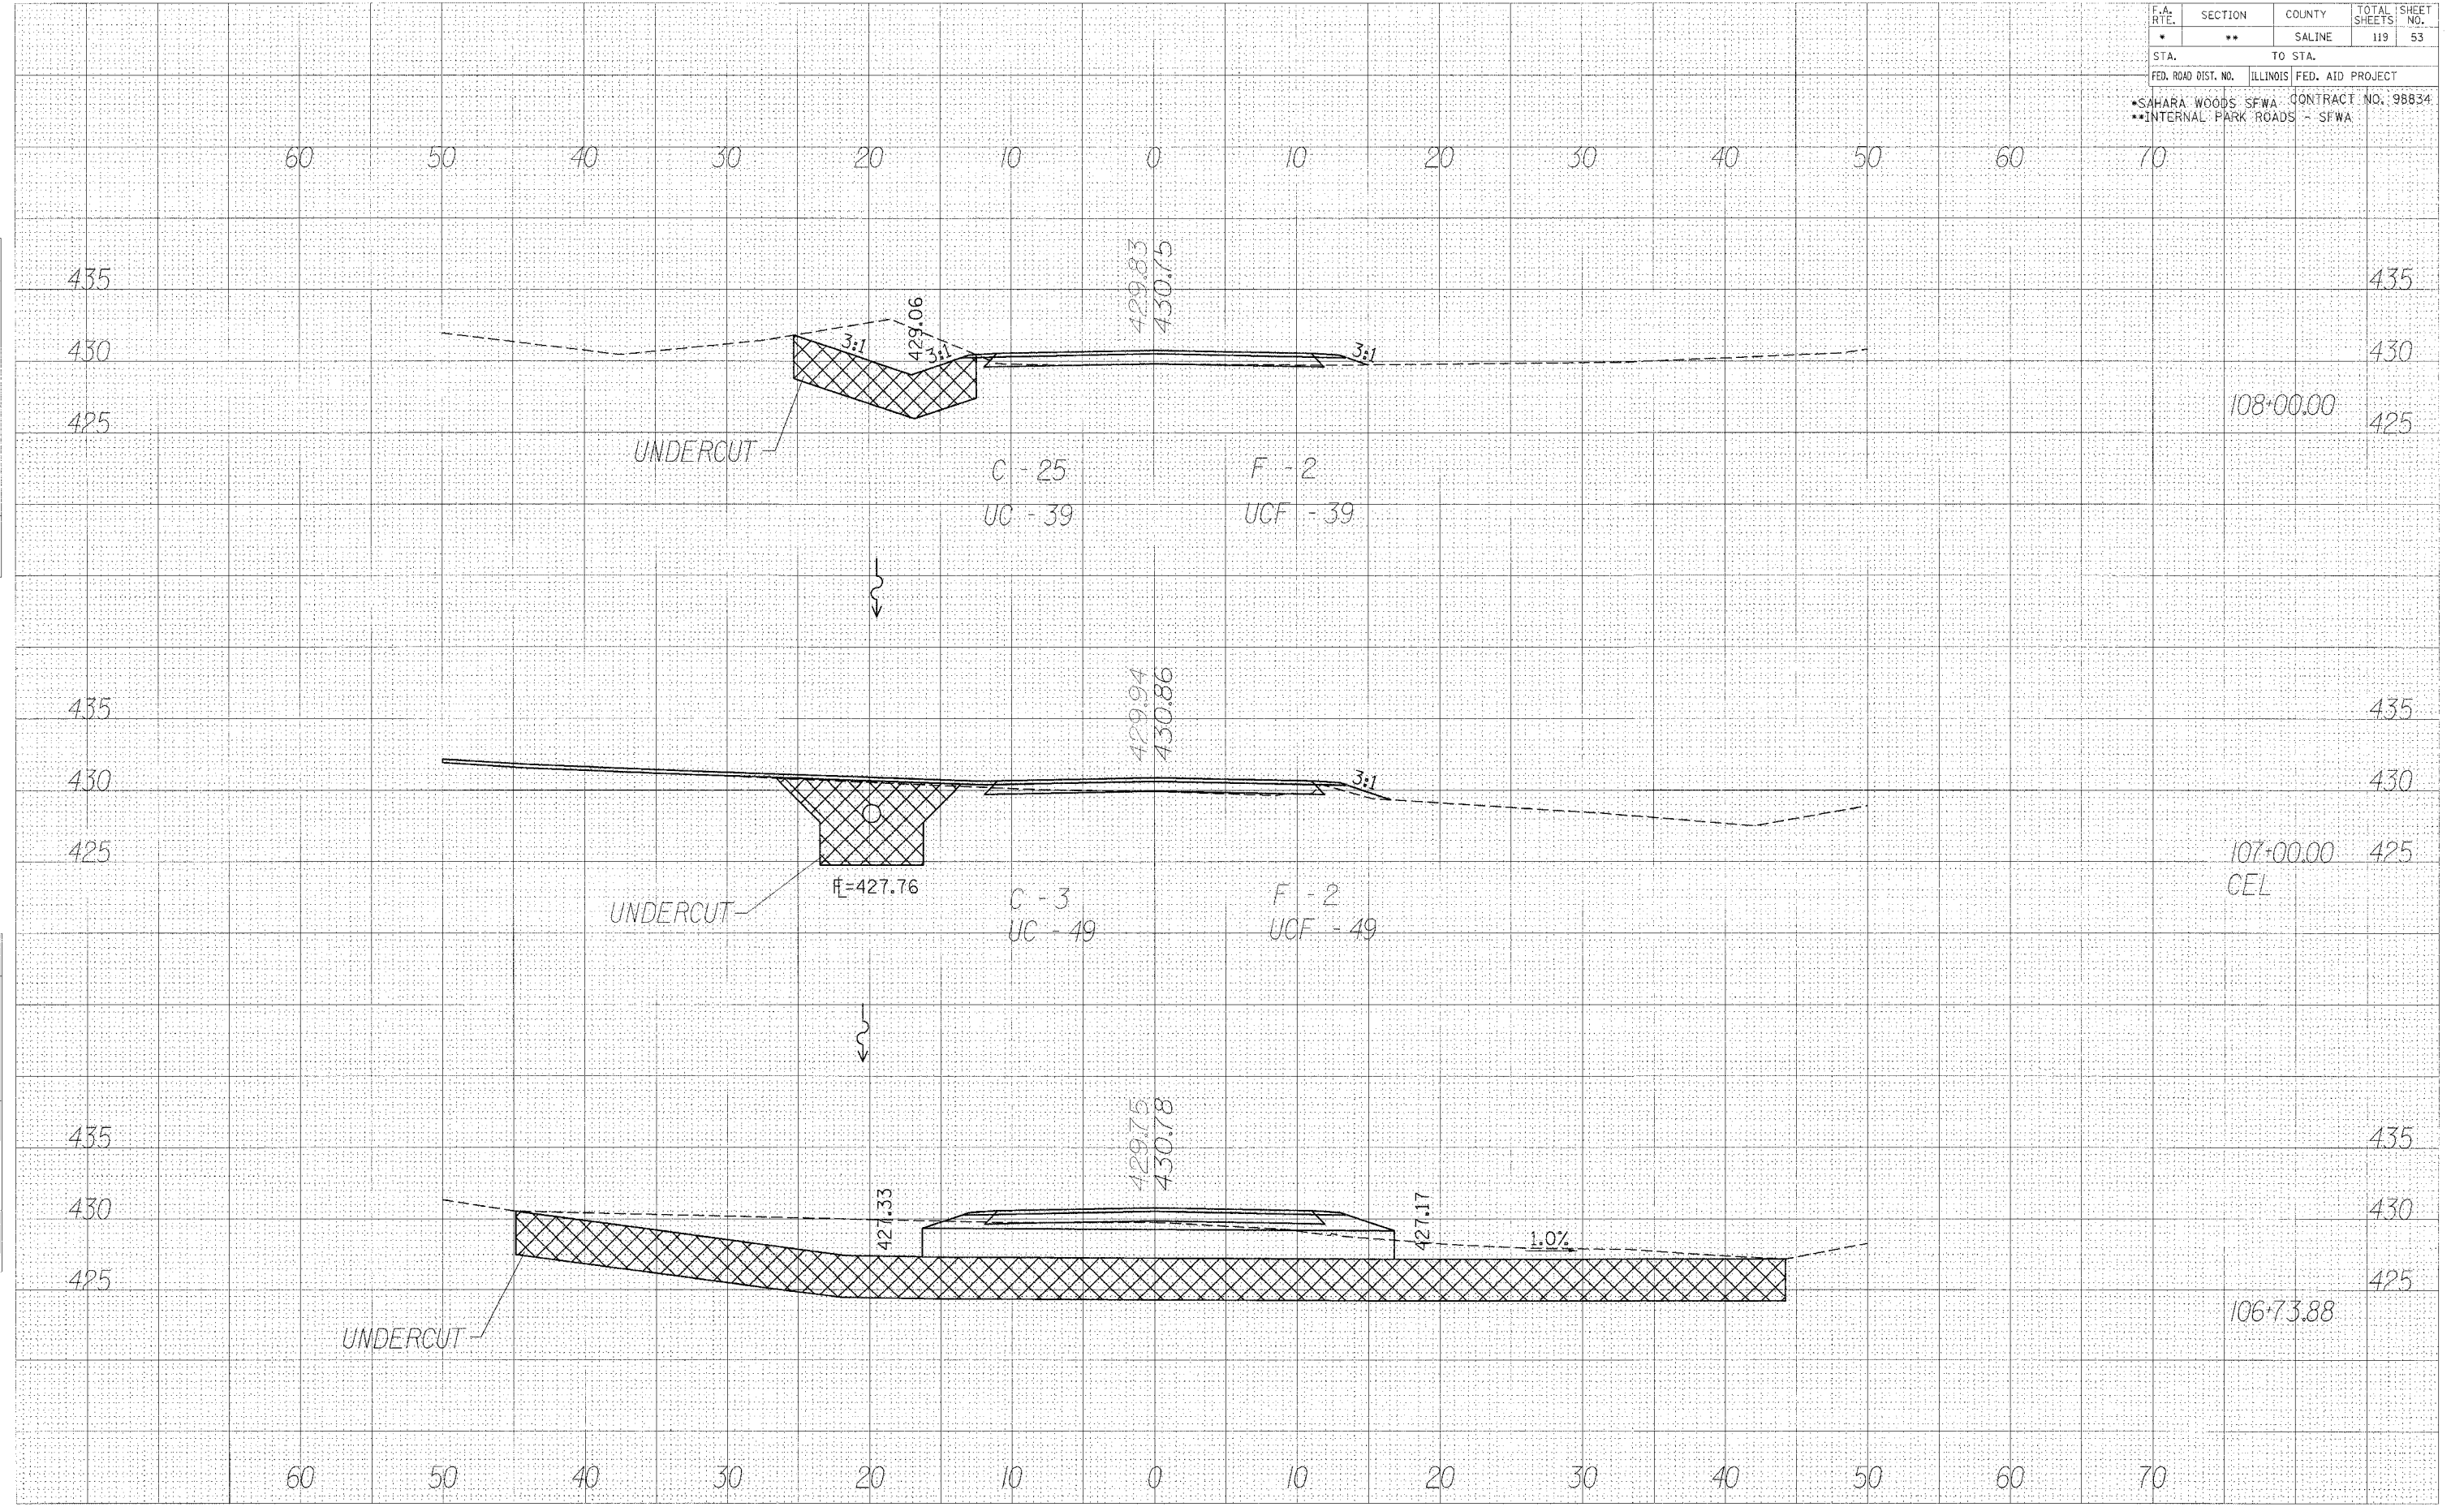 F.A. RTE. SECTION COUNTY TOTAL SHEETS SHEET NO.
* ** SALINE 119 53
STA. TO STA.
FED. ROAD DIST. NO. ILLINOIS FED. AID PROJECT
*SAHARA WOODS SFWA CONTRACT NO. 98834
**INTERNAL PARK ROADS - SFWA
60 50 40 30 20 10 0 10 20 30 40 50 60 70
429.83
430.75
435 435
429.06
3:1 3:1 3:1
430 430
108+00.00
425 425
UNDERCUT
C - 25 F - 2
UC - 39 UCF - 39
429.94
430.86
435 435
430 3:1 430
425 107+00.00 425
CEL
FL=427.76
UNDERCUT
C - 3 F - 2
UC - 49 UCF - 49
429.75
430.78
435 435
427.33 427.17
430 430
1.0%
425 425
106+73.88
UNDERCUT
60 50 40 30 20 10 0 10 20 30 40 50 60 70